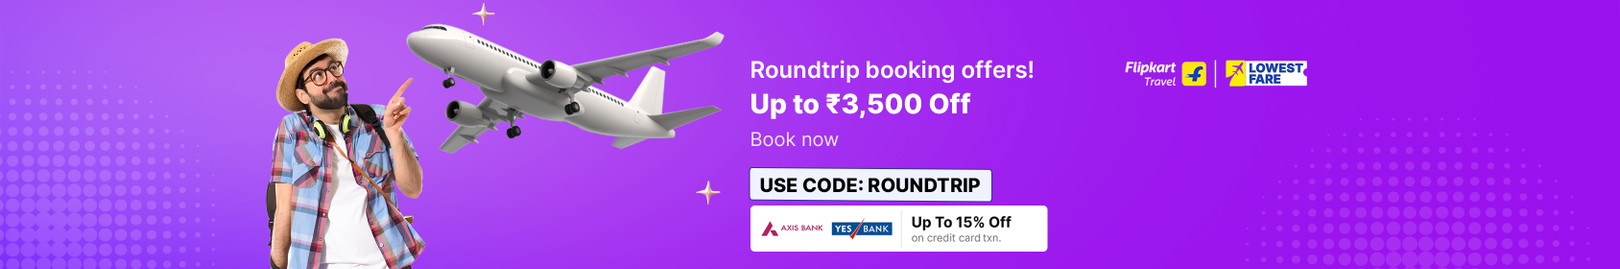 Roundtrip booking offers!
Up to ₹3,500 Off
Book now
USE CODE: ROUNDTRIP
AXIS BANK
YES BANK
Up To 15% Off
on credit card txn.
Flipkart
Travel
LOWEST
FARE